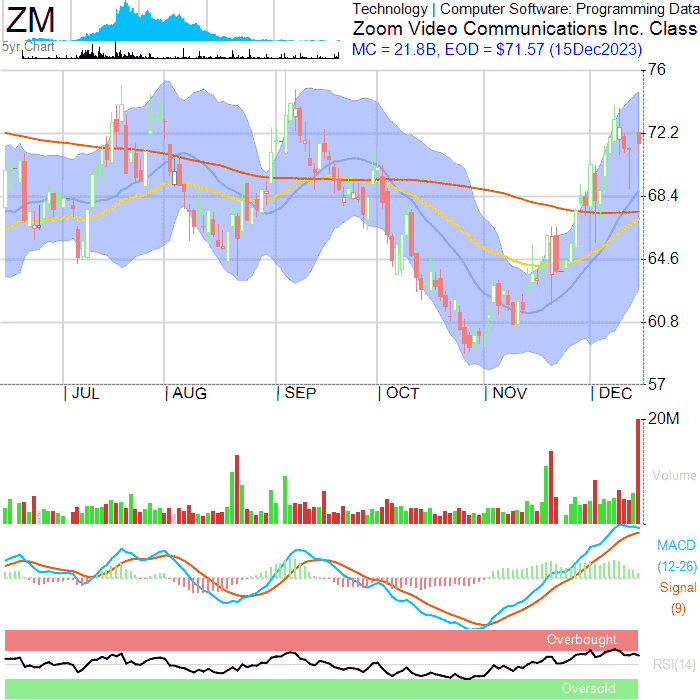 ZM
5yr Chart
Technology | Computer Software: Programming Data
Zoom Video Communications Inc. Class
MC = 21.8B, EOD = $71.57 (15Dec2023)
76
72.2
68.4
64.6
60.8
57
JUL AUG SEP OCT NOV DEC
20M
Volume
MACD
(12-26)
Signal
(9)
Overbought
RSI(14)
Oversold